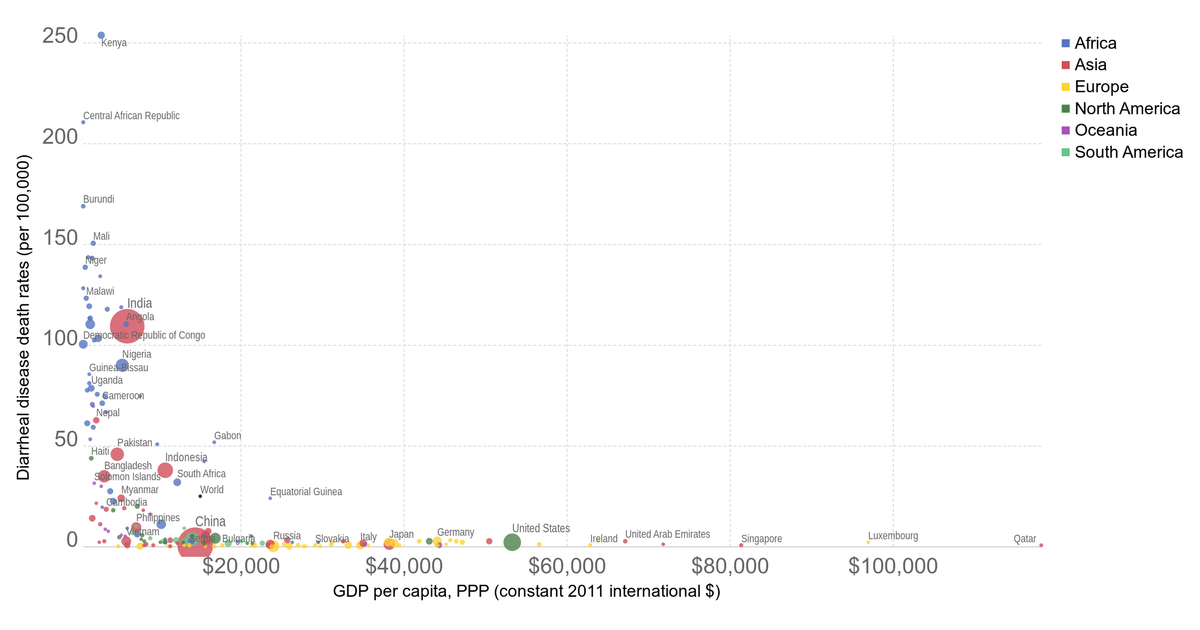 250
Kenya
Central African Republic
200
Burundi
Mali
150
Niger
Malawi
India
Angola
Democratic Republic of Congo
100
Nigeria
Guinea-Bissau
Uganda
Cameroon
Nepal
Gabon
50
Pakistan
Haiti
Indonesia
Bangladesh
Solomon Islands
South Africa
Myanmar
World
Equatorial Guinea
Cambodia
Philippines
China
Vietnam
Serbia
Bulgaria
Russia
Slovakia
Italy
Japan
Germany
United States
Ireland
United Arab Emirates
Singapore
Luxembourg
Qatar
0
$20,000
$40,000
$60,000
$80,000
$100,000
GDP per capita, PPP (constant 2011 international $)
Diarrheal disease death rates (per 100,000)
Africa
Asia
Europe
North America
Oceania
South America